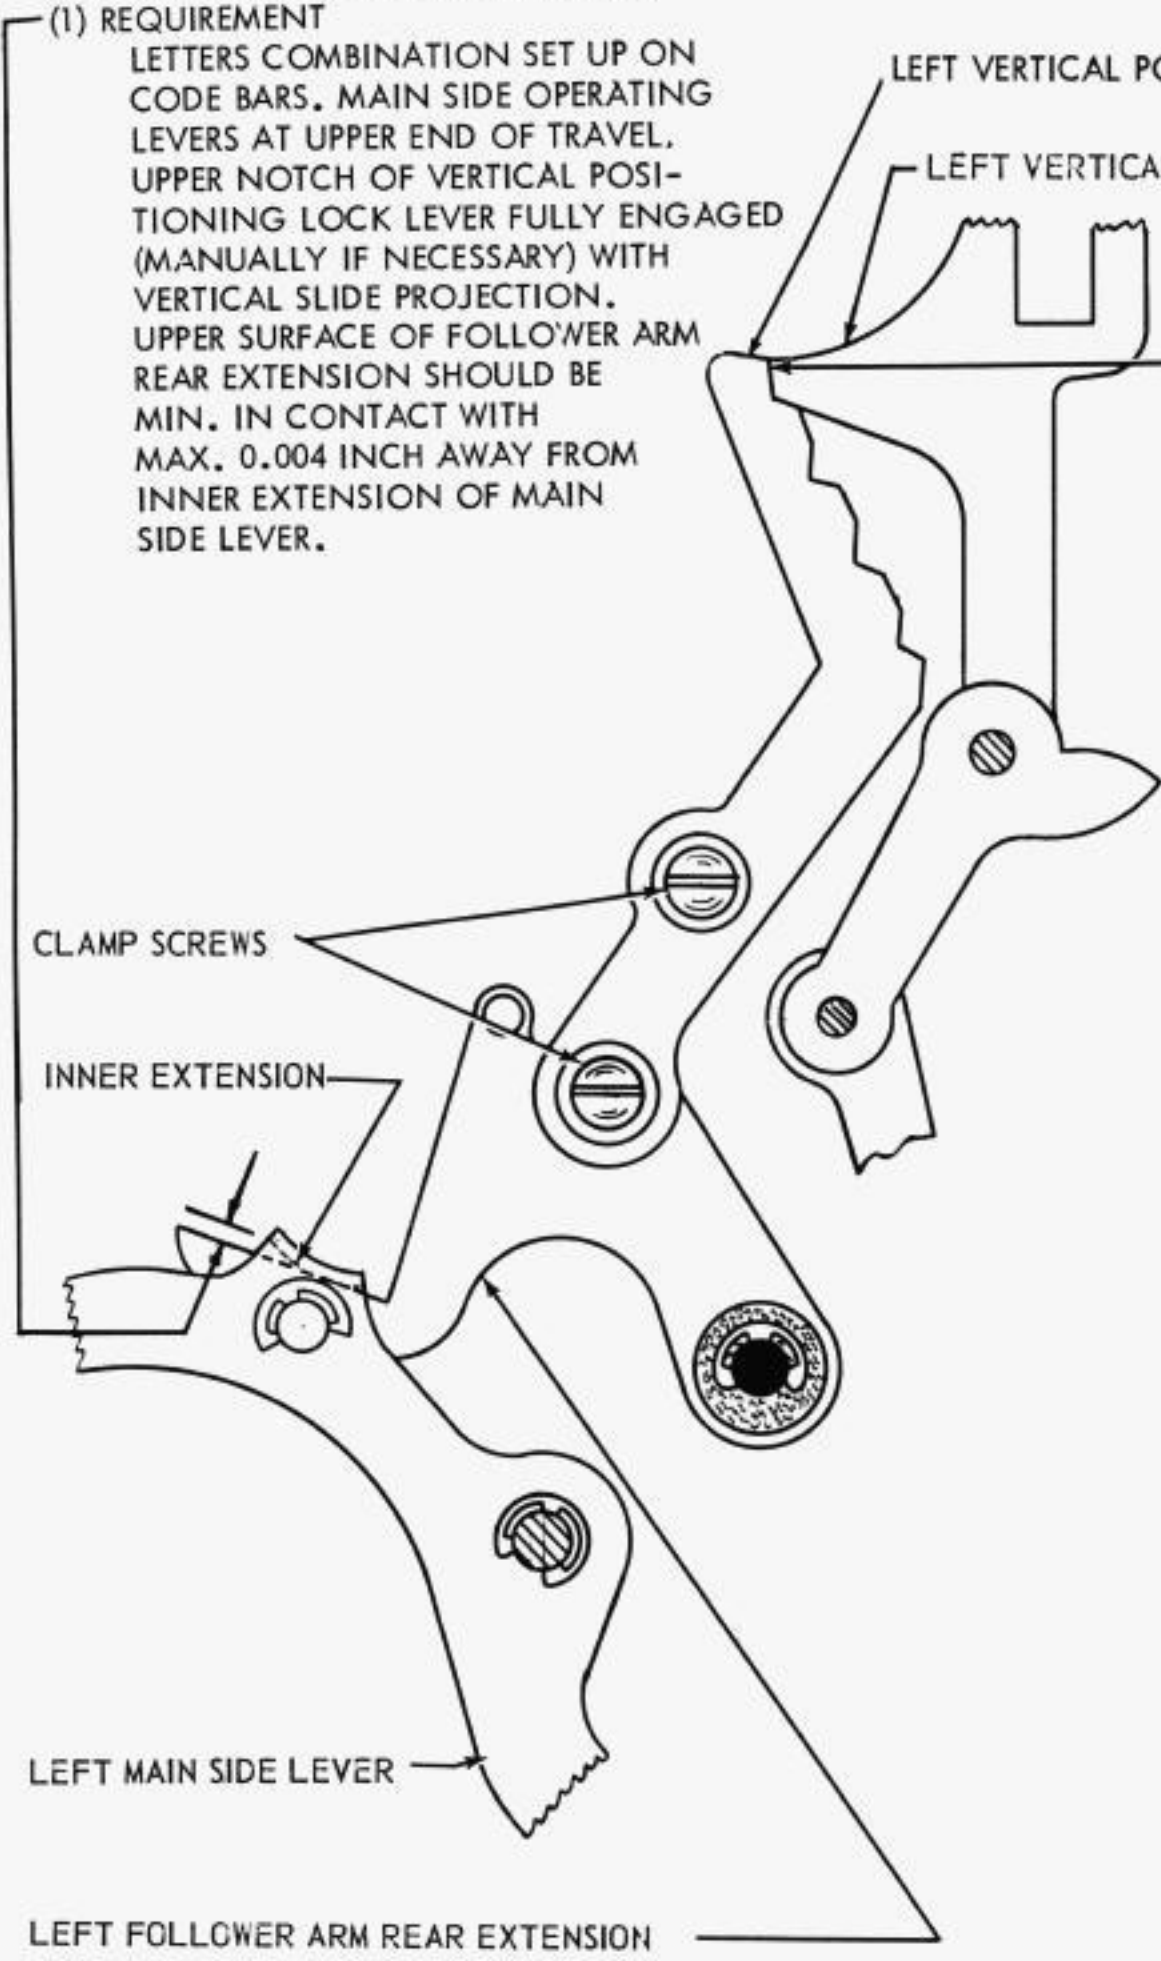 (1) REQUIREMENT
LETTERS COMBINATION SET UP ON
CODE BARS. MAIN SIDE OPERATING
LEVERS AT UPPER END OF TRAVEL.
UPPER NOTCH OF VERTICAL POSI-
TIONING LOCK LEVER FULLY ENGAGED
(MANUALLY IF NECESSARY) WITH
VERTICAL SLIDE PROJECTION.
UPPER SURFACE OF FOLLOWER ARM
REAR EXTENSION SHOULD BE
MIN. IN CONTACT WITH
MAX. 0.004 INCH AWAY FROM
INNER EXTENSION OF MAIN
SIDE LEVER.
LEFT VERTICAL
LEFT
CLAMP SCREWS
INNER EXTENSION
LEFT MAIN SIDE LEVER
LEFT FOLLOWER ARM REAR EXTENSION